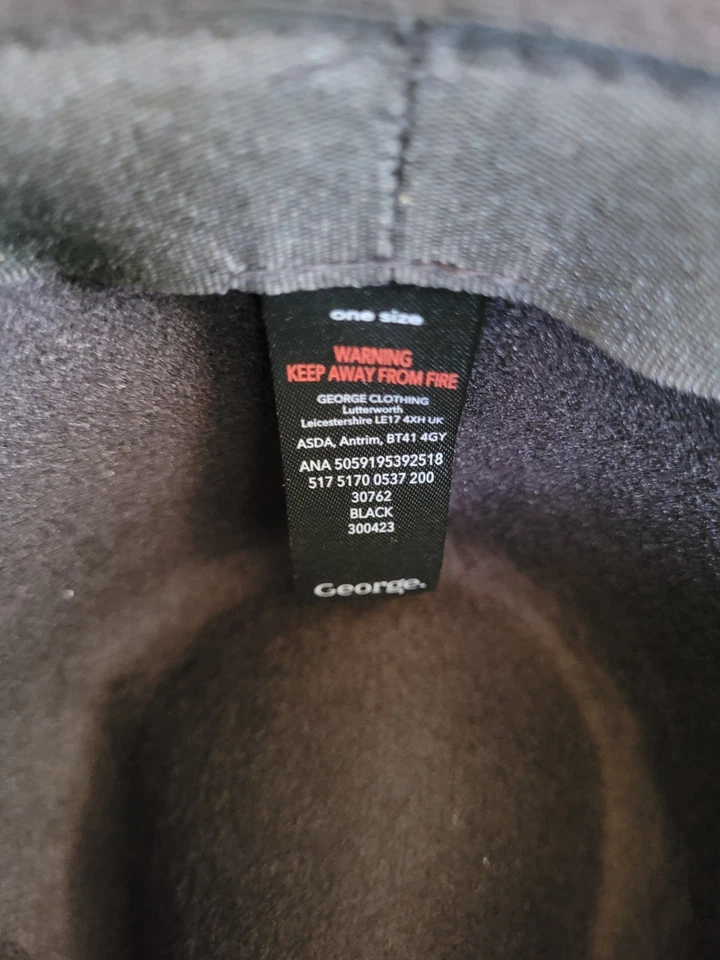 one size
WARNING
KEEP AWAY FROM FIRE
GEORGE CLOTHING
Lutterworth
Leicestershire LE17 4XH UK
ASDA, Antrim, BT41 4GY
ANA 5059195392518
517 5170 0537 200
30762
BLACK
300423
George.